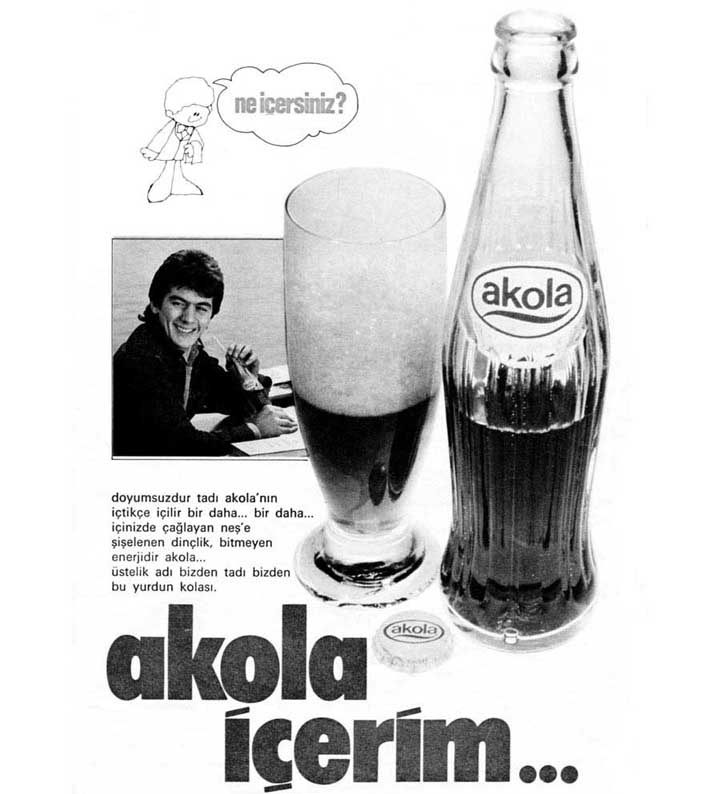 ne içersiniz?
akola
doyumsuzdur tadı akola'nın
içtikçe içilir bir daha... bir daha...
içinizde çağlayan neş'e
şişelenen dinçlik, bitmeyen
enerjidir akola...
üstelik adı bizden tadı bizden
bu yurdun kolası.
akola
akola
içerim...